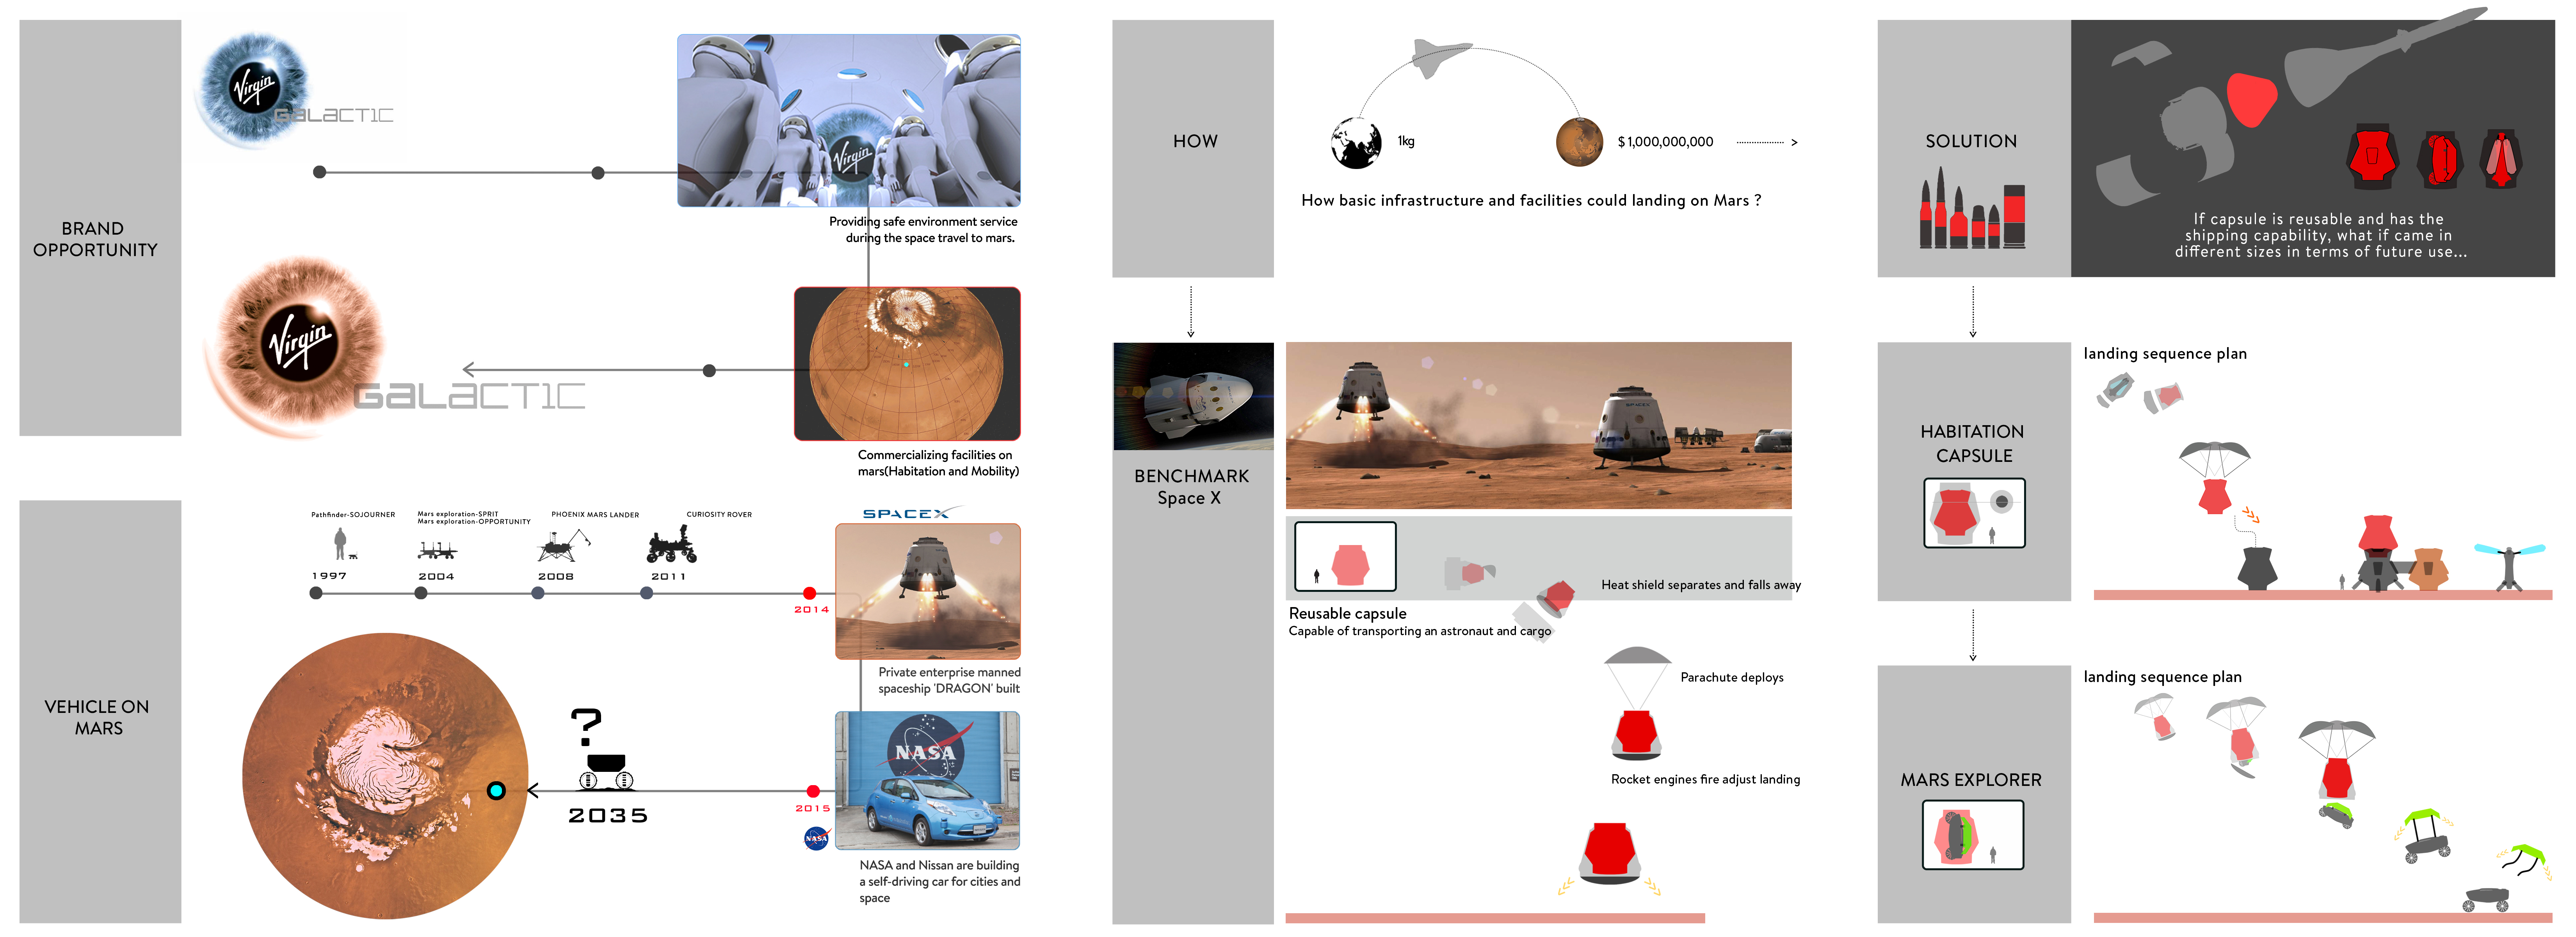 BRAND
OPPORTUNITY
Virgin
GALACTIC
Virgin
Providing safe environment service
during the space travel to mars.
Virgin
GALACTIC
Commercializing facilities on
mars(Habitation and Mobility)
VEHICLE ON
MARS
Pathfinder-SOJOURNER
Mars exploration-SPRIT
Mars exploration-OPPORTUNITY
PHOENIX MARS LANDER
CURIOSITY ROVER
1997
2004
2008
2011
2014
SPACEX
Private enterprise manned
spaceship 'DRAGON' built
?
2035
2015
NASA
NASA
NASA and Nissan are building
a self-driving car for cities and
space
HOW
1kg
$ 1,000,000,000
>
How basic infrastructure and facilities could landing on Mars ?
BENCHMARK
Space X
SPACEX
Reusable capsule
Capable of transporting an astronaut and cargo
Heat shield separates and falls away
Parachute deploys
Rocket engines fire adjust landing
SOLUTION
If capsule is reusable and has the
shipping capability, what if came in
different sizes in terms of future use...
HABITATION
CAPSULE
landing sequence plan
MARS EXPLORER
landing sequence plan